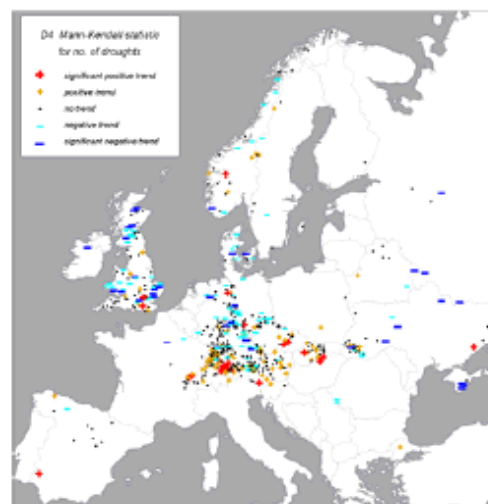 D4 Mann-Kendall statistic
for no. of droughts
significant positive trend
positive trend
no trend
negative trend
significant negative trend